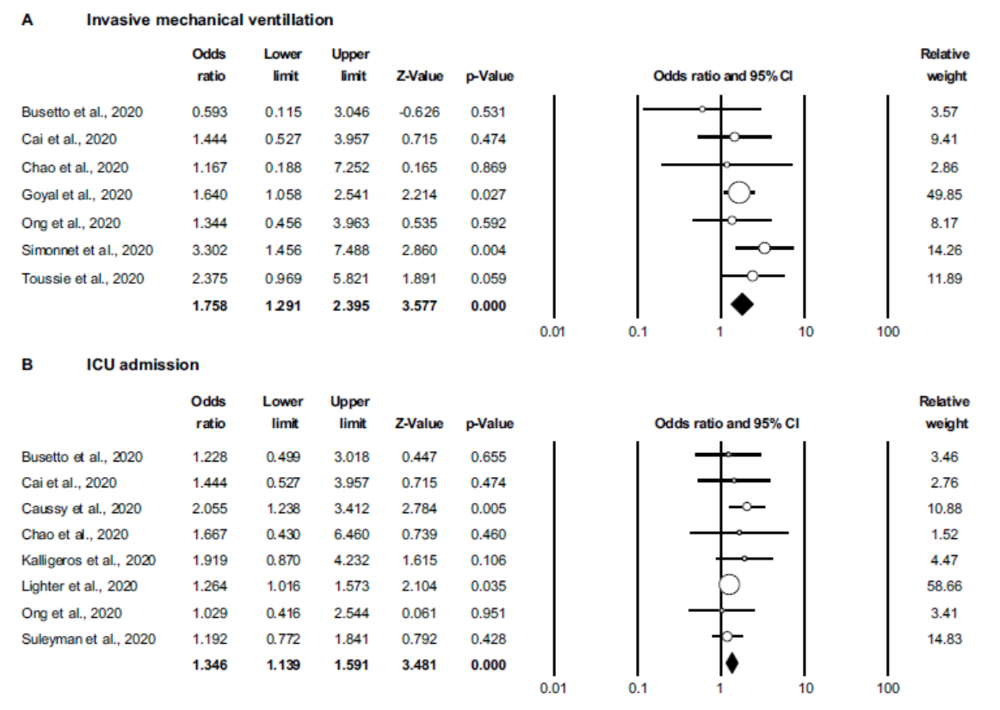 A Invasive mechanical ventillation
Odds Lower Upper Relative
ratio limit limit Z-Value p-Value Odds ratio and 95% CI weight
Busetto et al., 2020 0.593 0.115 3.046 -0.626 0.531 3.57
Cai et al., 2020 1.444 0.527 3.957 0.715 0.474 9.41
Chao et al., 2020 1.167 0.188 7.252 0.165 0.869 2.86
Goyal et al., 2020 1.640 1.058 2.541 2.214 0.027 49.85
Ong et al., 2020 1.344 0.456 3.963 0.535 0.592 8.17
Simonnet et al., 2020 3.302 1.456 7.488 2.860 0.004 14.26
Toussie et al., 2020 2.375 0.969 5.821 1.891 0.059 11.89
1.758 1.291 2.395 3.577 0.000
0.01 0.1 1 10 100
B ICU admission
Odds Lower Upper Relative
ratio limit limit Z-Value p-Value Odds ratio and 95% CI weight
Busetto et al., 2020 1.228 0.499 3.018 0.447 0.655 3.46
Cai et al., 2020 1.444 0.527 3.957 0.715 0.474 2.76
Caussy et al., 2020 2.055 1.238 3.412 2.784 0.005 10.88
Chao et al., 2020 1.667 0.430 6.460 0.739 0.460 1.52
Kalligeros et al., 2020 1.919 0.870 4.232 1.615 0.106 4.47
Lighter et al., 2020 1.264 1.016 1.573 2.104 0.035 58.66
Ong et al., 2020 1.029 0.416 2.544 0.061 0.951 3.41
Suleyman et al., 2020 1.192 0.772 1.841 0.792 0.428 14.83
1.346 1.139 1.591 3.481 0.000
0.01 0.1 1 10 100